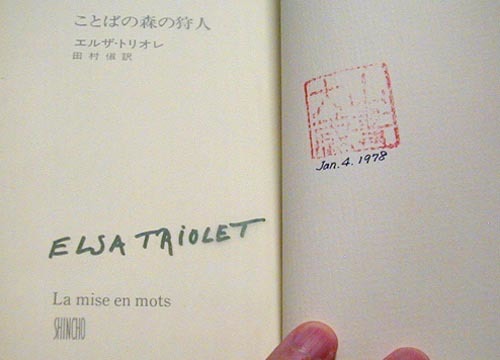 ことばの森の狩人
エルザ・トリオレ
田村俶訳
ELSA TRIOLET
La mise en mots
SHINCHO
Jan. 4. 1978